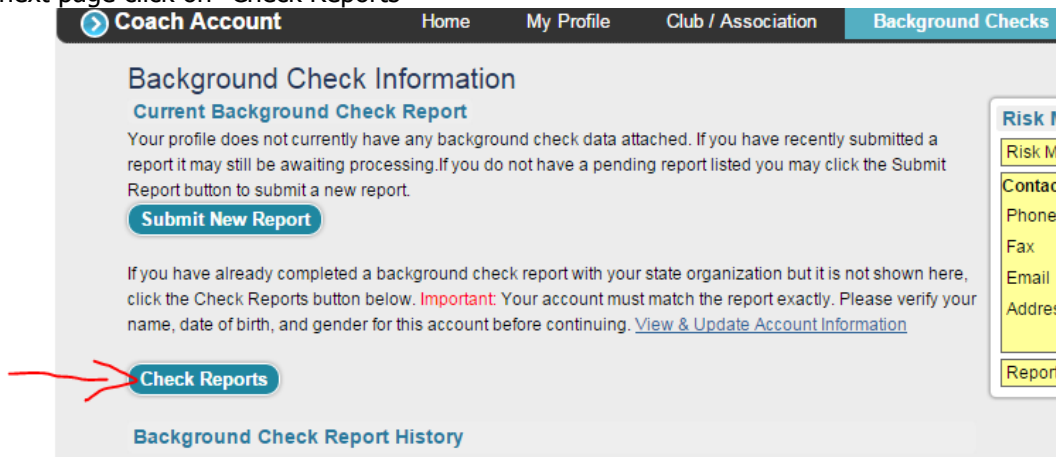 next page click on "Check Reports"
Coach Account Home My Profile Club / Association Background Checks
Background Check Information
Current Background Check Report
Your profile does not currently have any background check data attached. If you have recently submitted a
report it may still be awaiting processing.If you do not have a pending report listed you may click the Submit
Report button to submit a new report.
Submit New Report
If you have already completed a background check report with your state organization but it is not shown here,
click the Check Reports button below. Important: Your account must match the report exactly. Please verify your
name, date of birth, and gender for this account before continuing. View & Update Account Information
Check Reports
Background Check Report History
Risk
Risk
Contac
Phone
Fax
Email
Addres
Report